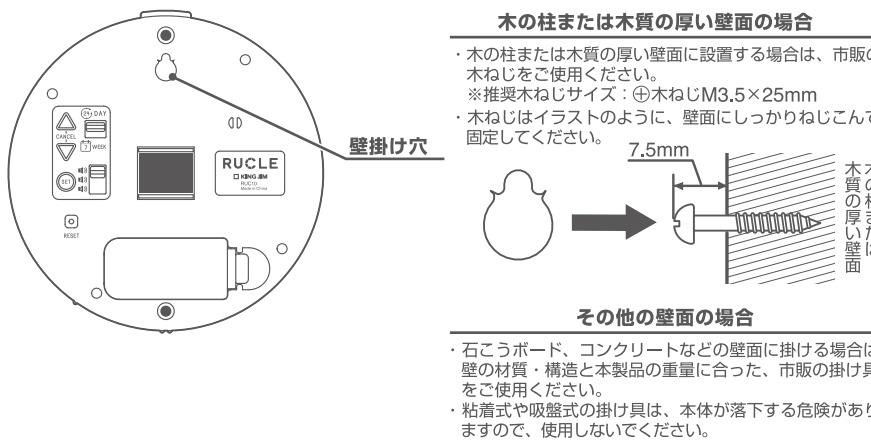 木の柱または木質の厚い壁面の場合
・木の柱または木質の厚い壁面に設置する場合は、市販の
木ねじをご使用ください。
※推奨木ねじサイズ：⊕木ねじM3.5×25mm
・木ねじはイラストのように、壁面にしっかりねじこんで
固定してください。
7.5mm
木の柱または
木質の厚い壁面
壁掛け穴
24 DAY
CANCEL
7 WEEK
SET
RESET
RUCLE
KING JIM
RUC10
Made in China
その他の壁面の場合
・石こうボード、コンクリートなどの壁面に掛ける場合は
壁の材質・構造と本製品の重量に合った、市販の掛け具
をご使用ください。
・粘着式や吸盤式の掛け具は、本体が落下する危険があり
ますので、使用しないでください。